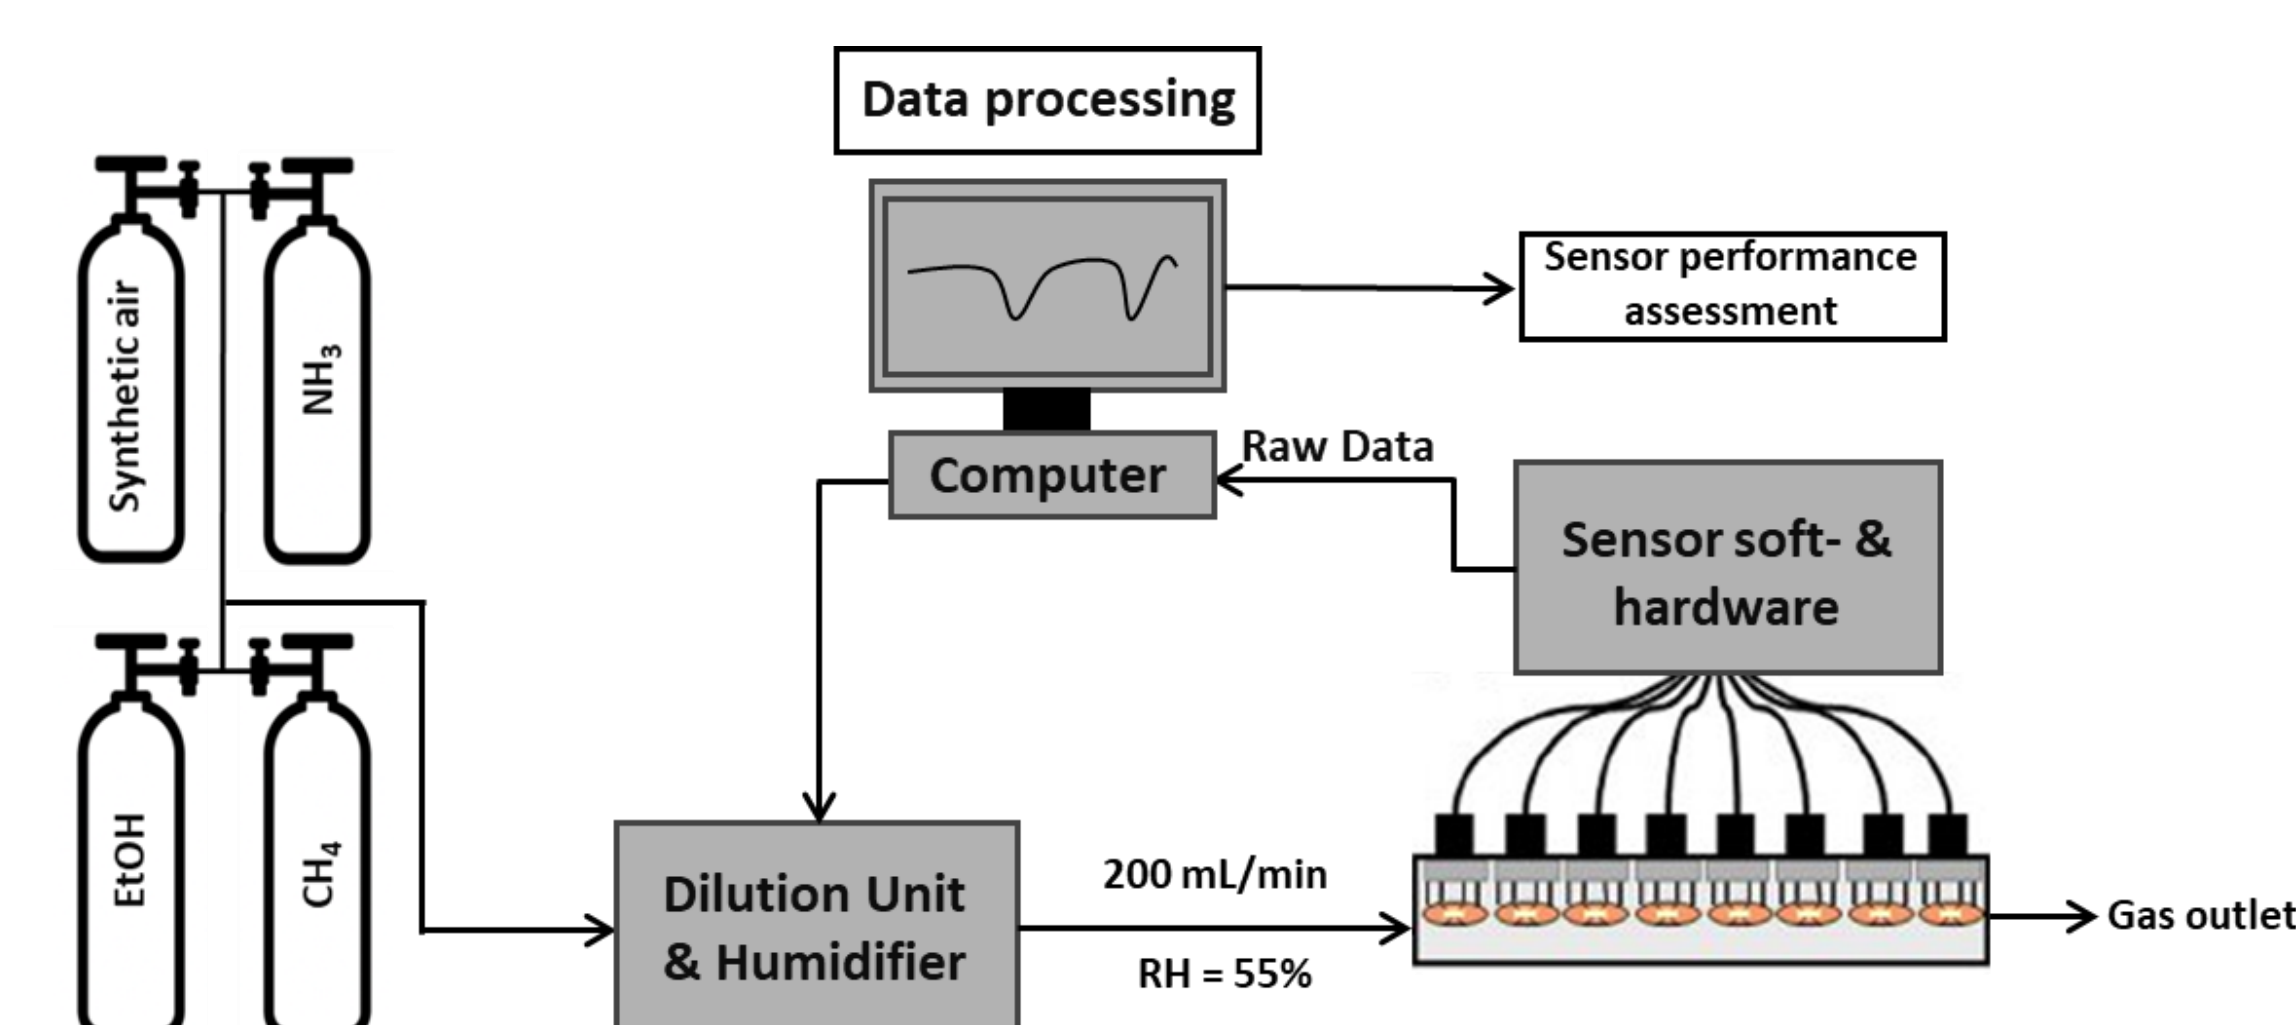 Data processing
Synthetic air
NH₃
Sensor performance
assessment
Raw Data
Computer
Sensor soft- &
hardware
EtOH
CH₄
Dilution Unit
& Humidifier
200 mL/min
RH = 55%
Gas outlet